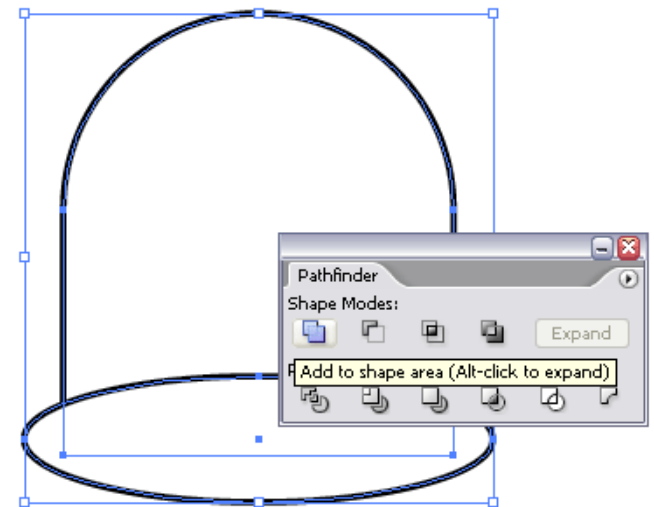 Pathfinder
Shape Modes:
Expand
Add to shape area (Alt-click to expand)